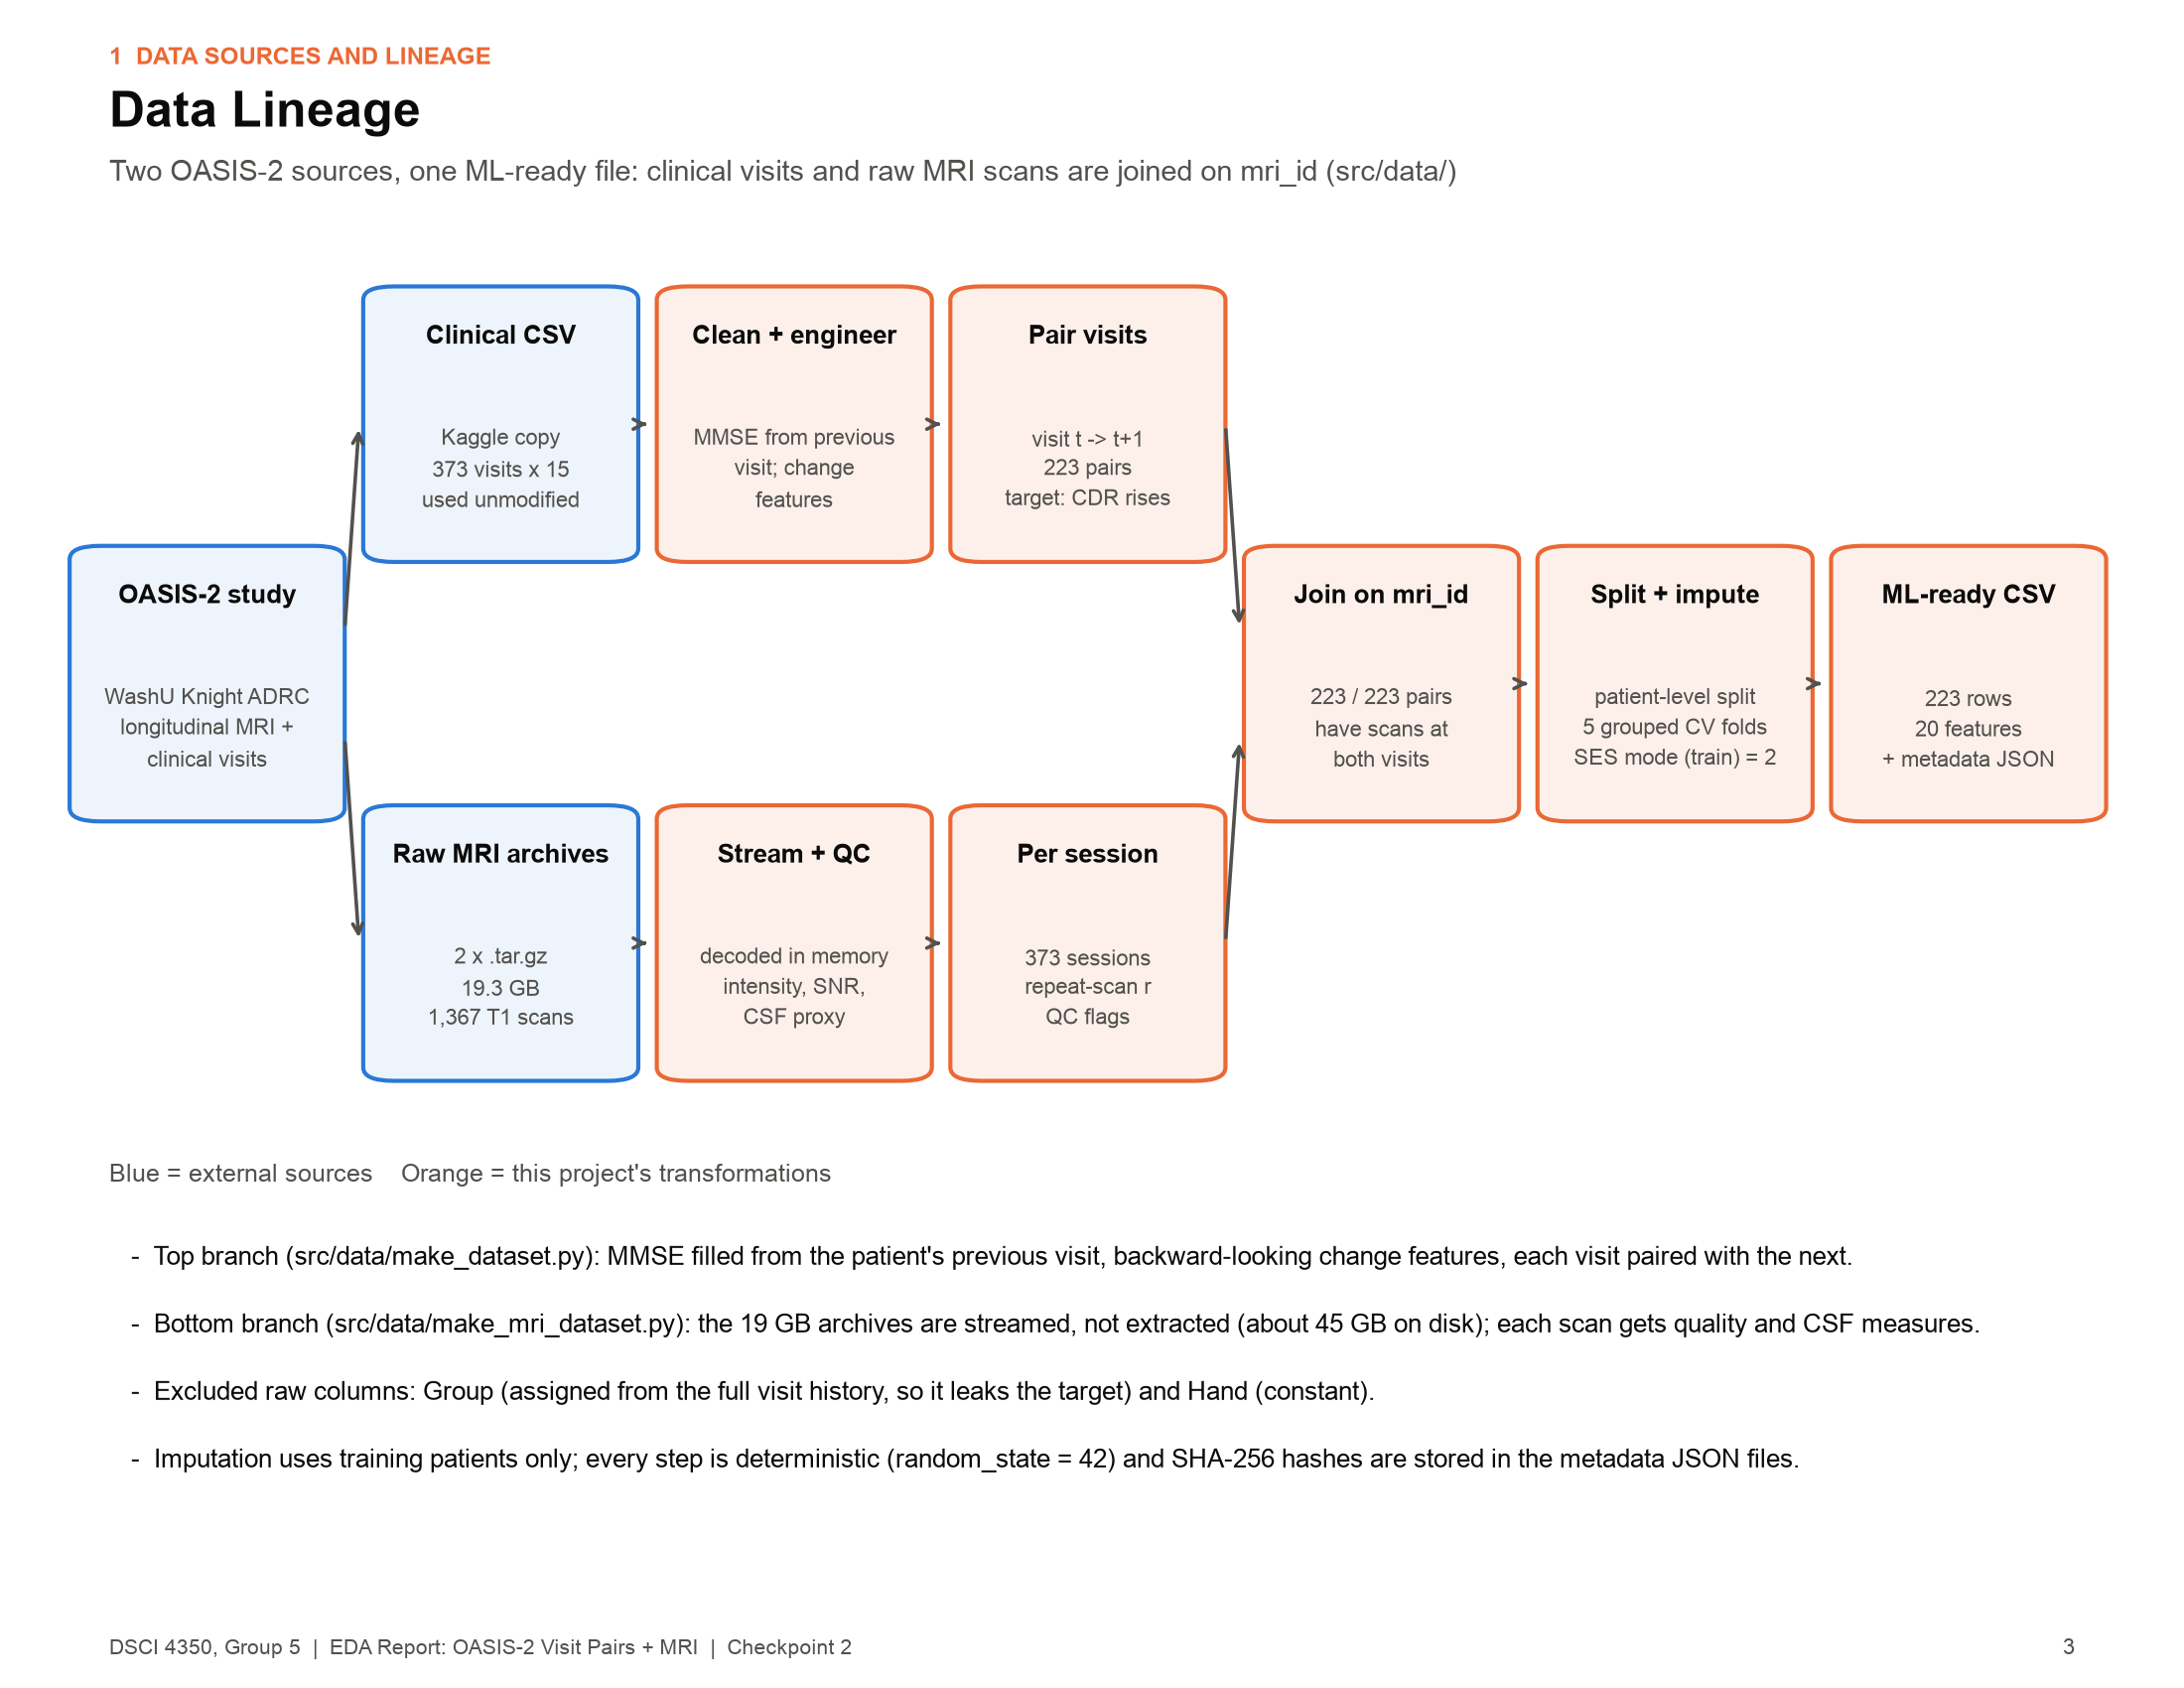 1 DATA SOURCES AND LINEAGE
Data Lineage
Two OASIS-2 sources, one ML-ready file: clinical visits and raw MRI scans are joined on mri_id (src/data/)
OASIS-2 study
WashU Knight ADRC
longitudinal MRI +
clinical visits
Clinical CSV
Kaggle copy
373 visits x 15
used unmodified
Clean + engineer
MMSE from previous
visit; change
features
Pair visits
visit t -> t+1
223 pairs
target: CDR rises
Raw MRI archives
2 x .tar.gz
19.3 GB
1,367 T1 scans
Stream + QC
decoded in memory
intensity, SNR,
CSF proxy
Per session
373 sessions
repeat-scan r
QC flags
Join on mri_id
223 / 223 pairs
have scans at
both visits
Split + impute
patient-level split
5 grouped CV folds
SES mode (train) = 2
ML-ready CSV
223 rows
20 features
+ metadata JSON
Blue = external sources Orange = this project's transformations
- Top branch (src/data/make_dataset.py): MMSE filled from the patient's previous visit, backward-looking change features, each visit paired with the next.
- Bottom branch (src/data/make_mri_dataset.py): the 19 GB archives are streamed, not extracted (about 45 GB on disk); each scan gets quality and CSF measures.
- Excluded raw columns: Group (assigned from the full visit history, so it leaks the target) and Hand (constant).
- Imputation uses training patients only; every step is deterministic (random_state = 42) and SHA-256 hashes are stored in the metadata JSON files.
DSCI 4350, Group 5 | EDA Report: OASIS-2 Visit Pairs + MRI | Checkpoint 2
3